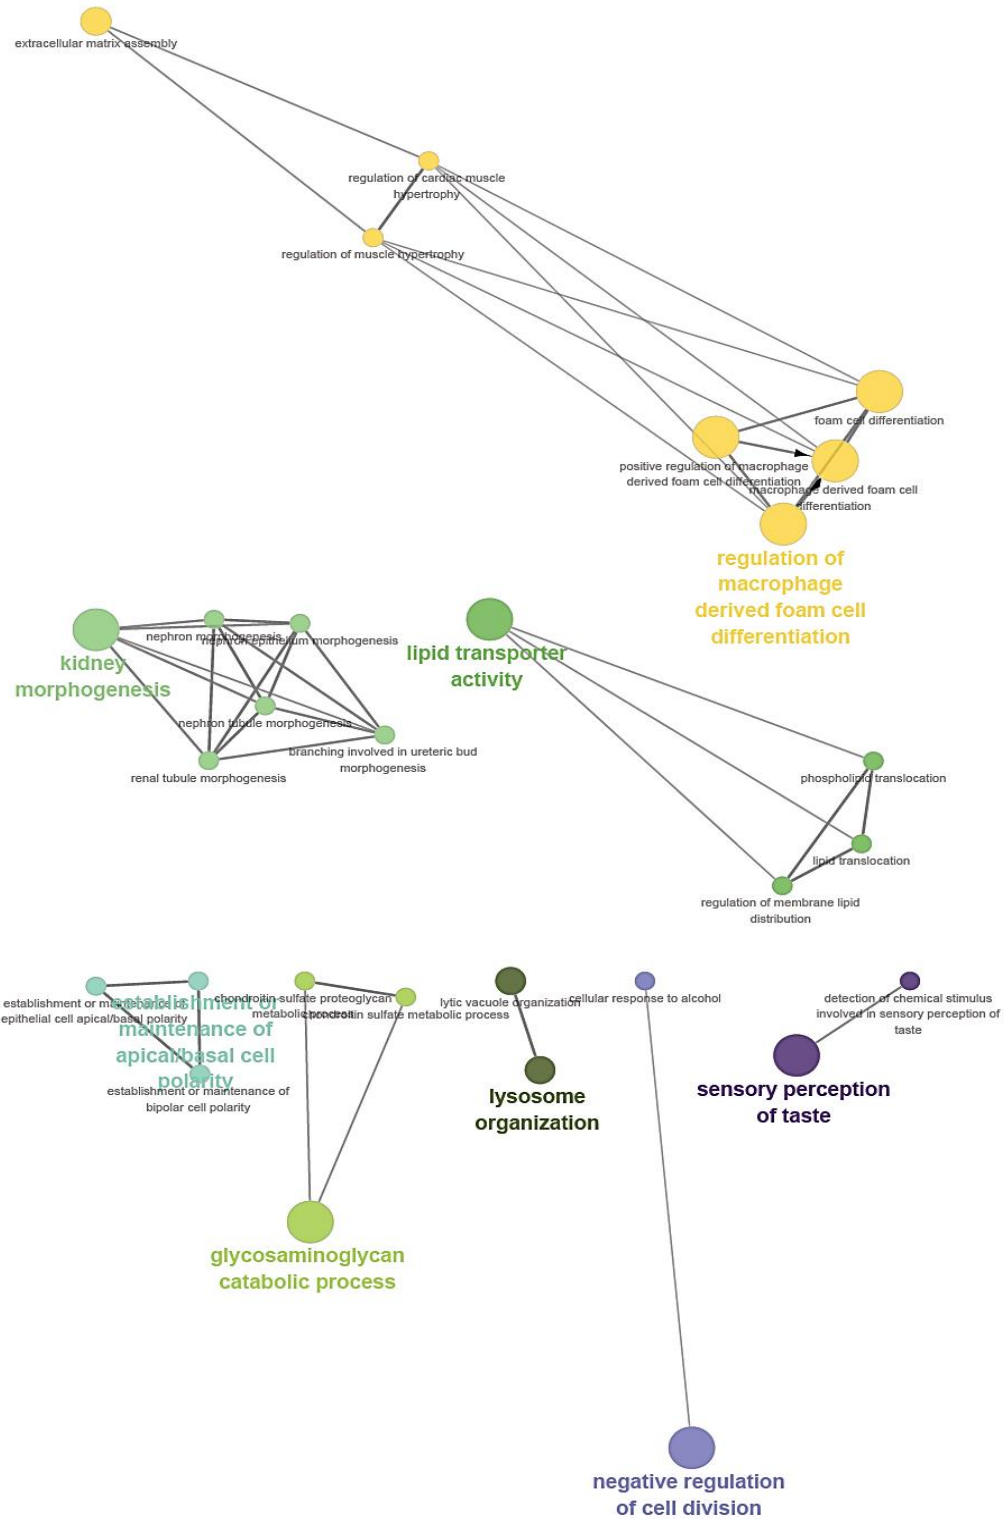 extracellular matrix assembly
regulation of cardiac muscle
hypertrophy
regulation of muscle hypertrophy
foam cell differentiation
positive regulation of macrophage
derived foam cell differentiation
macrophage derived foam cell
differentiation
regulation of
macrophage
derived foam cell
differentiation
nephron morphogenesis
nephron epithelium morphogenesis
kidney
morphogenesis
nephron tubule morphogenesis
branching involved in ureteric bud
morphogenesis
renal tubule morphogenesis
lipid transporter
activity
phospholipid translocation
lipid translocation
regulation of membrane lipid
distribution
establishment or maintenance of
epithelial cell apical/basal polarity
establishment or
maintenance of
apical/basal cell
polarity
establishment or maintenance of
bipolar cell polarity
chondroitin sulfate proteoglycan
metabolic process
chondroitin sulfate metabolic process
glycosaminoglycan
catabolic process
lytic vacuole organization
lysosome
organization
cellular response to alcohol
negative regulation
of cell division
detection of chemical stimulus
involved in sensory perception of
taste
sensory perception
of taste